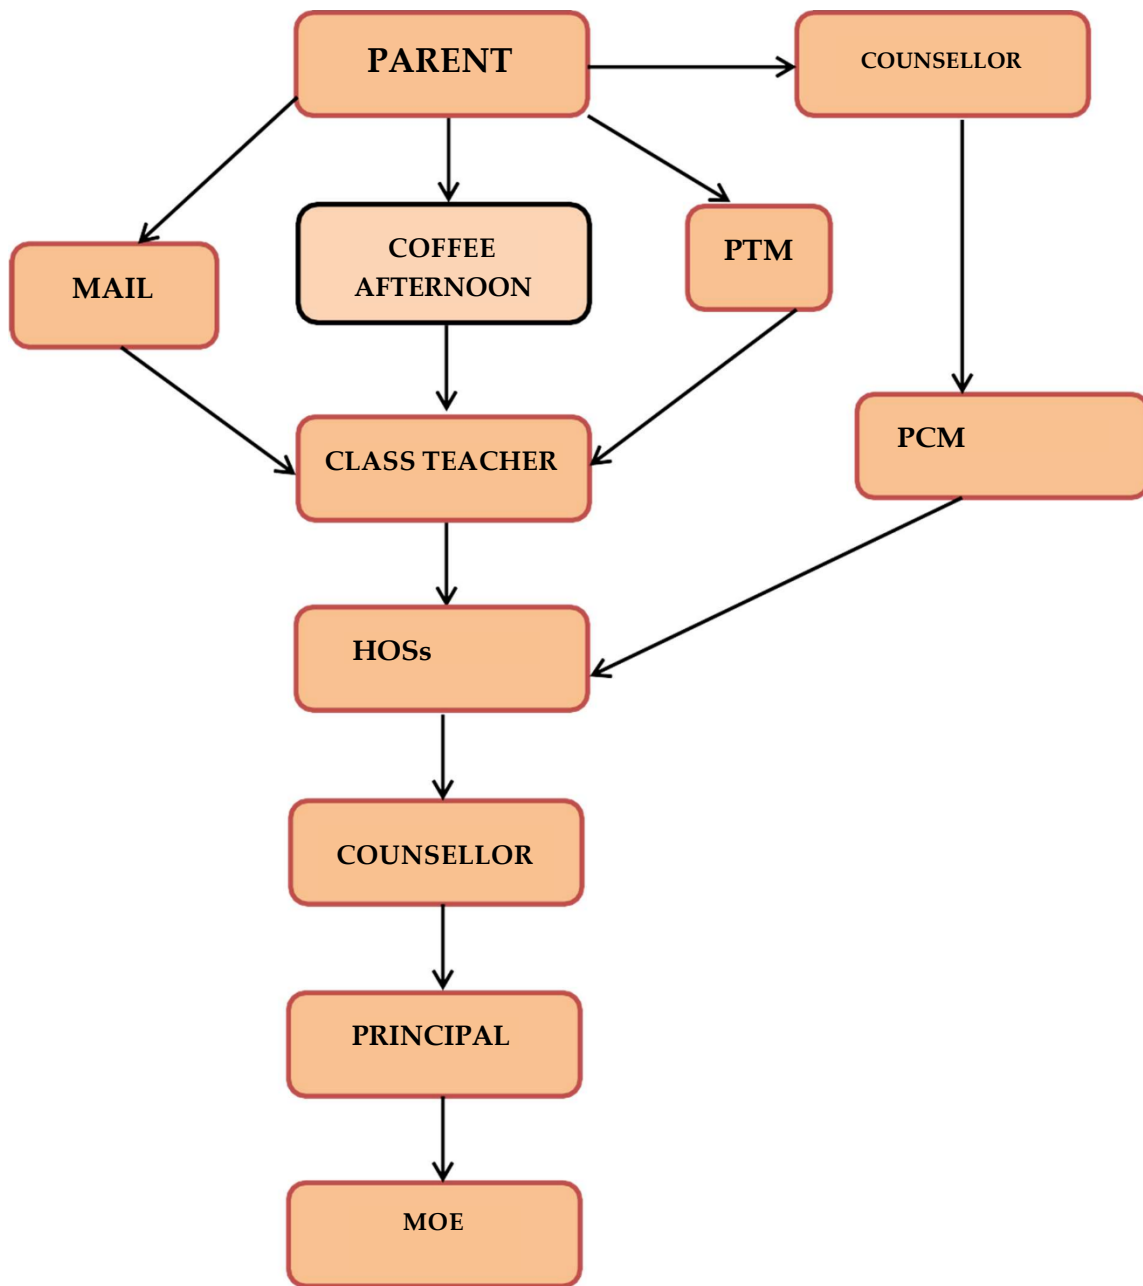 PARENT
COUNSELLOR
MAIL
COFFEE
AFTERNOON
PTM
CLASS TEACHER
PCM
HOSs
COUNSELLOR
PRINCIPAL
MOE